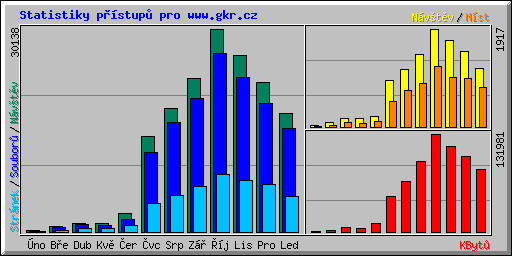 Statistiky přístupů pro www.gkr.cz
Návštěv / Míst
30138
1917
Stránek / Souborů / Návštěv
131981
Úno Bře Dub Kvě Čer Čvc Srp Zář Říj Lis Pro Led
KBytů